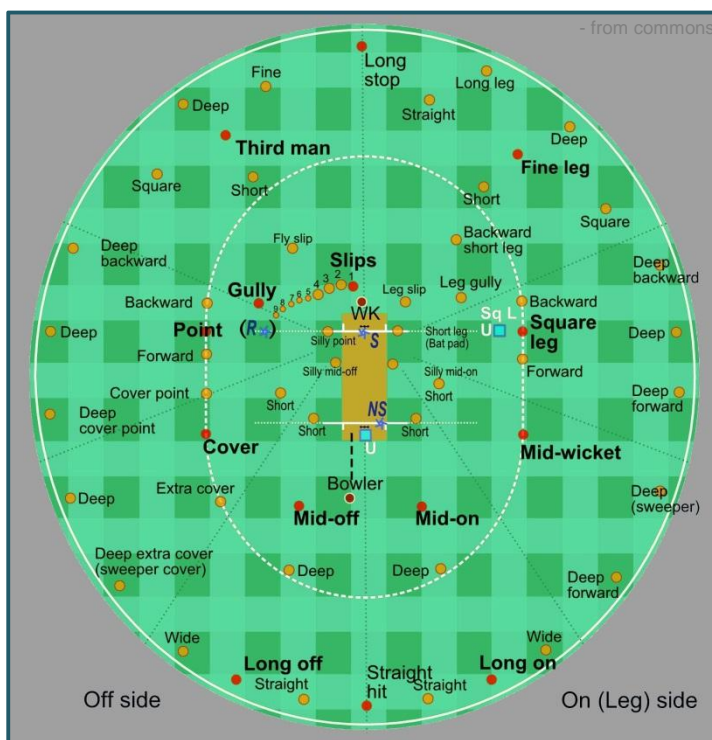 - from commons
Long
stop
Fine
Long leg
Deep
Straight
Third man
Deep
Fine leg
Square
Short
Short
Square
Fly slip
Backward
short leg
Deep
backward
Slips
Deep
backward
9 8 7 6 5 4 3 2 1
Backward
Gully
WK
Leg slip
Leg gully
Backward
Sq L
Deep
Point
(R)
Silly point
S
Short leg
(Bat pad)
U
Square
leg
Deep
Forward
Forward
Silly mid-off
Silly mid-on
Cover point
Short
Deep
forward
Deep
cover point
Short
NS
Short
Cover
U
Mid-wicket
Deep
Extra cover
Bowler
Deep
(sweeper)
Mid-off
Mid-on
Deep extra cover
(sweeper cover)
Deep
Deep
Deep
forward
Wide
Wide
Long off
Straight
Straight
hit
Long on
Straight
Off side
On (Leg) side